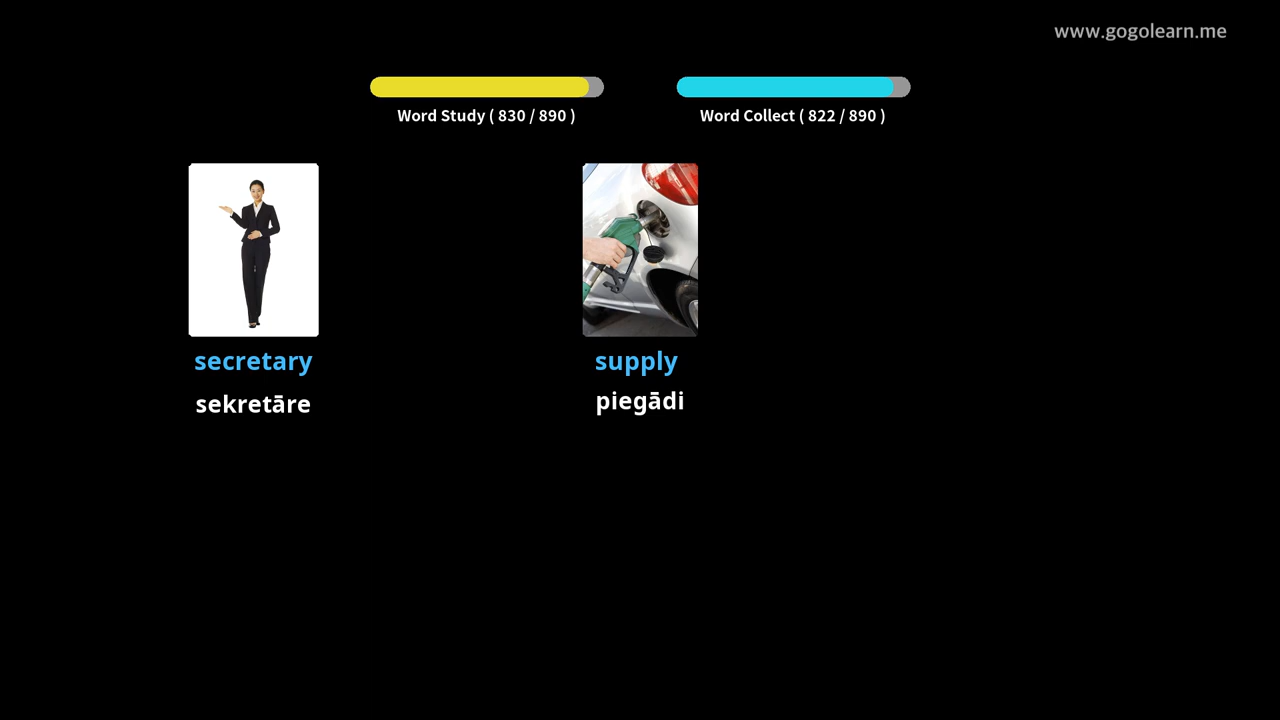 www.gogolearn.me
Word Study ( 830 / 890 )
Word Collect ( 822 / 890 )
secretary
supply
sekretāre
piegādi